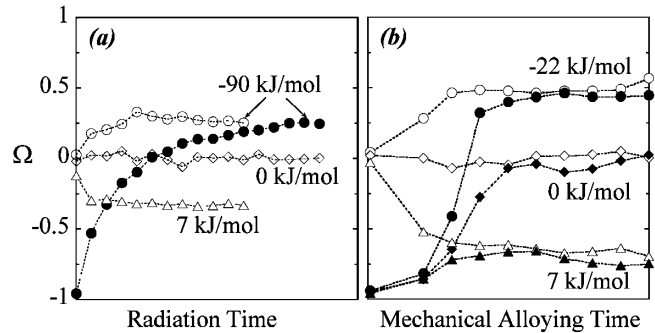 1
(a)
(b)
-90 kJ/mol
-22 kJ/mol
0.5
Ω
0
0 kJ/mol
0 kJ/mol
7 kJ/mol
-0.5
7 kJ/mol
-1
Radiation Time
Mechanical Alloying Time